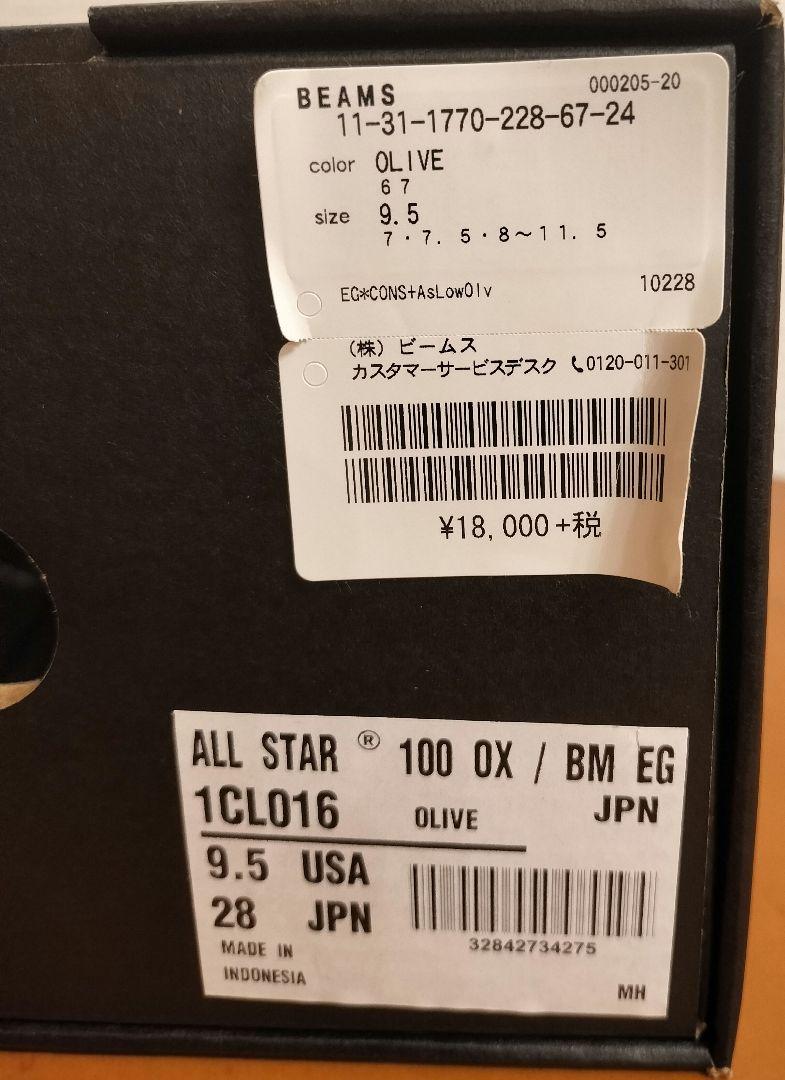 BEAMS 000205-20
11-31-1770-228-67-24
color OLIVE
67
size 9.5
7・7.5・8〜11.5
EG*CONS+AsLowOlv 10228
(株) ビームス
カスタマーサービスデスク 0120-011-301
¥18,000+税
ALL STAR ® 100 OX / BM EG
1CL016 OLIVE JPN
9.5 USA
28 JPN
32842734275
MADE IN
INDONESIA
MH